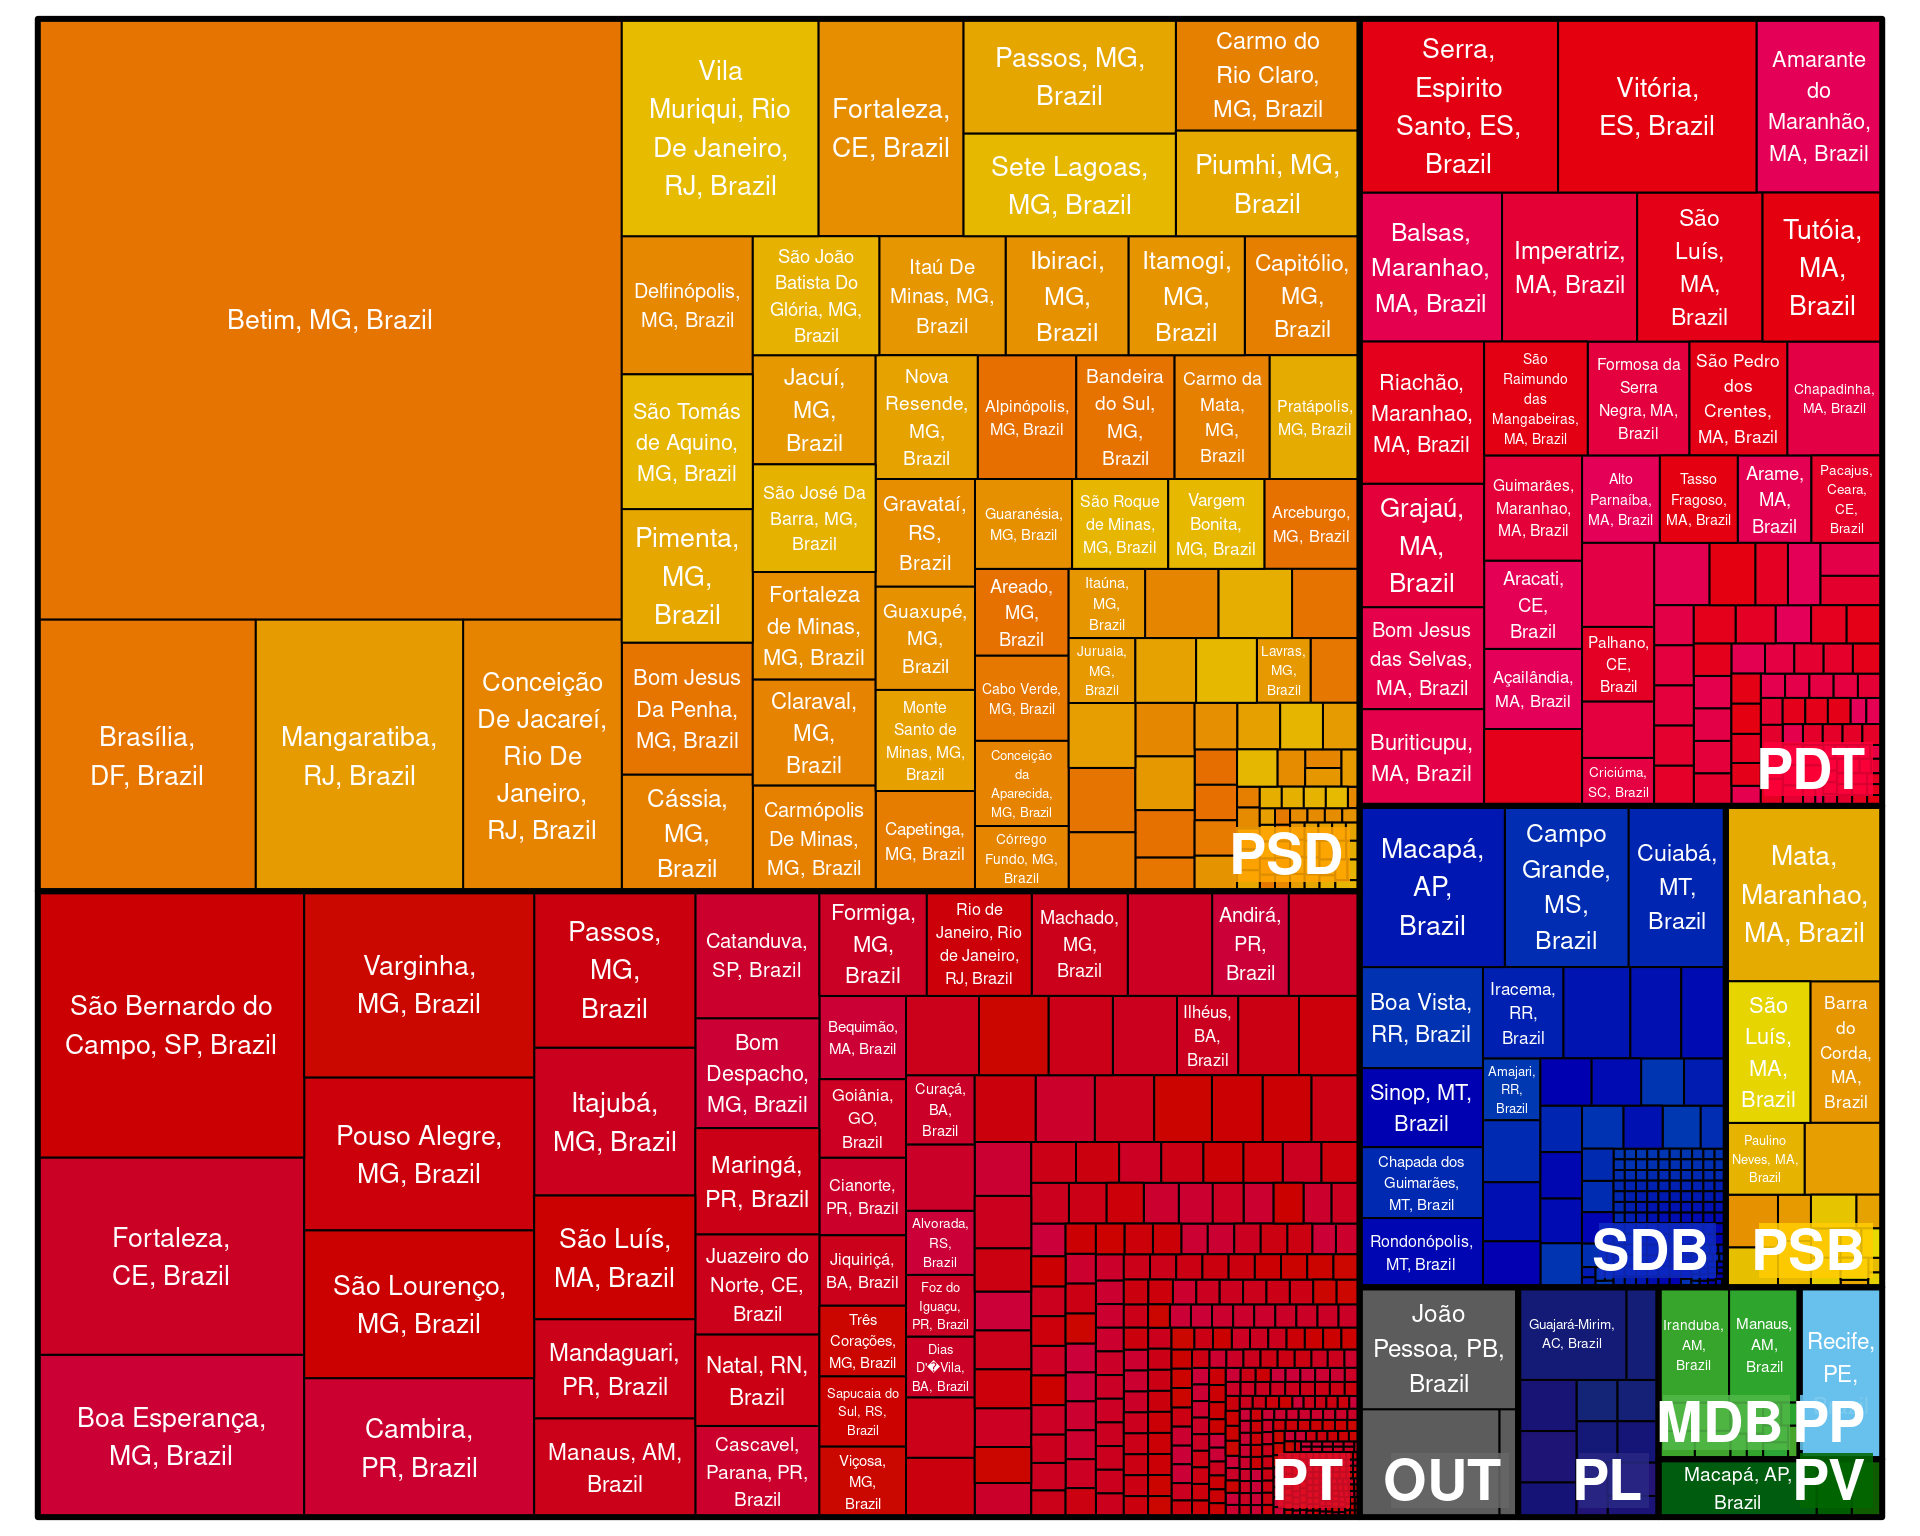 Betim, MG, Brazil
Brasília,
DF, Brazil
Mangaratiba,
RJ, Brazil
Conceição
De Jacareí,
Rio De
Janeiro,
RJ, Brazil
Vila
Muriqui, Rio
De Janeiro,
RJ, Brazil
Fortaleza,
CE, Brazil
Passos, MG,
Brazil
Sete Lagoas,
MG, Brazil
Carmo do
Rio Claro,
MG, Brazil
Piumhi, MG,
Brazil
Delfinópolis,
MG, Brazil
São Tomás
de Aquino,
MG, Brazil
Pimenta,
MG,
Brazil
Bom Jesus
Da Penha,
MG, Brazil
Cássia,
MG,
Brazil
São João
Batista Do
Glória, MG,
Brazil
Itaú De
Minas, MG,
Brazil
Ibiraci,
MG,
Brazil
Itamogi,
MG,
Brazil
Capitólio,
MG,
Brazil
Jacuí,
MG,
Brazil
São José Da
Barra, MG,
Brazil
Fortaleza
de Minas,
MG, Brazil
Claraval,
MG,
Brazil
Carmópolis
De Minas,
MG, Brazil
Nova
Resende,
MG,
Brazil
Gravataí,
RS,
Brazil
Guaxupé,
MG,
Brazil
Monte
Santo de
Minas, MG,
Brazil
Capetinga,
MG, Brazil
Alpinópolis,
MG, Brazil
Bandeira
do Sul,
MG,
Brazil
Carmo da
Mata,
MG,
Brazil
Pratápolis,
MG, Brazil
Guaranésia,
MG, Brazil
São Roque
de Minas,
MG, Brazil
Vargem
Bonita,
MG, Brazil
Arceburgo,
MG, Brazil
Areado,
MG,
Brazil
Cabo Verde,
MG, Brazil
Conceição
da
Aparecida,
MG, Brazil
Córrego
Fundo, MG,
Brazil
Itaúna,
MG,
Brazil
Juruaia,
MG,
Brazil
Lavras,
MG,
Brazil
PSD
Serra,
Espirito
Santo, ES,
Brazil
Vitória,
ES, Brazil
Amarante
do
Maranhão,
MA, Brazil
Balsas,
Maranhao,
MA, Brazil
Imperatriz,
MA, Brazil
São
Luís,
MA,
Brazil
Tutóia,
MA,
Brazil
Riachão,
Maranhao,
MA, Brazil
Grajaú,
MA,
Brazil
Bom Jesus
das Selvas,
MA, Brazil
Buriticupu,
MA, Brazil
São
Raimundo
das
Mangabeiras,
MA, Brazil
Formosa da
Serra
Negra, MA,
Brazil
São Pedro
dos
Crentes,
MA, Brazil
Chapadinha,
MA, Brazil
Guimarães,
Maranhao,
MA, Brazil
Alto
Parnaíba,
MA, Brazil
Tasso
Fragoso,
MA, Brazil
Arame,
MA,
Brazil
Pacajus,
Ceara,
CE,
Brazil
Aracati,
CE,
Brazil
Açailândia,
MA, Brazil
Palhano,
CE,
Brazil
Criciúma,
SC, Brazil
PDT
São Bernardo do
Campo, SP, Brazil
Fortaleza,
CE, Brazil
Boa Esperança,
MG, Brazil
Varginha,
MG, Brazil
Pouso Alegre,
MG, Brazil
São Lourenço,
MG, Brazil
Cambira,
PR, Brazil
Passos,
MG,
Brazil
Itajubá,
MG, Brazil
São Luís,
MA, Brazil
Mandaguari,
PR, Brazil
Manaus, AM,
Brazil
Catanduva,
SP, Brazil
Bom
Despacho,
MG, Brazil
Maringá,
PR, Brazil
Juazeiro do
Norte, CE,
Brazil
Natal, RN,
Brazil
Cascavel,
Parana, PR,
Brazil
Formiga,
MG,
Brazil
Rio de
Janeiro, Rio
de Janeiro,
RJ, Brazil
Machado,
MG,
Brazil
Andirá,
PR,
Brazil
Bequimão,
MA, Brazil
Goiânia,
GO,
Brazil
Cianorte,
PR, Brazil
Jiquiriçá,
BA, Brazil
Três
Corações,
MG, Brazil
Sapucaia do
Sul, RS,
Brazil
Viçosa,
MG,
Brazil
Ilhéus,
BA,
Brazil
Curaçá,
BA,
Brazil
Alvorada,
RS,
Brazil
Foz do
Iguaçu,
PR, Brazil
Dias
D'�Vila,
BA, Brazil
PT
Macapá,
AP,
Brazil
Campo
Grande,
MS,
Brazil
Cuiabá,
MT,
Brazil
Boa Vista,
RR, Brazil
Sinop, MT,
Brazil
Chapada dos
Guimarães,
MT, Brazil
Rondonópolis,
MT, Brazil
Iracema,
RR,
Brazil
Amajari,
RR,
Brazil
SDB
Mata,
Maranhao,
MA, Brazil
São
Luís,
MA,
Brazil
Barra
do
Corda,
MA,
Brazil
Paulino
Neves, MA,
Brazil
PSB
João
Pessoa, PB,
Brazil
OUT
Guajará-Mirim,
AC, Brazil
PL
Iranduba,
AM,
Brazil
Manaus,
AM,
Brazil
MDB
Recife,
PE,
PP
Macapá, AP,
Brazil
PV